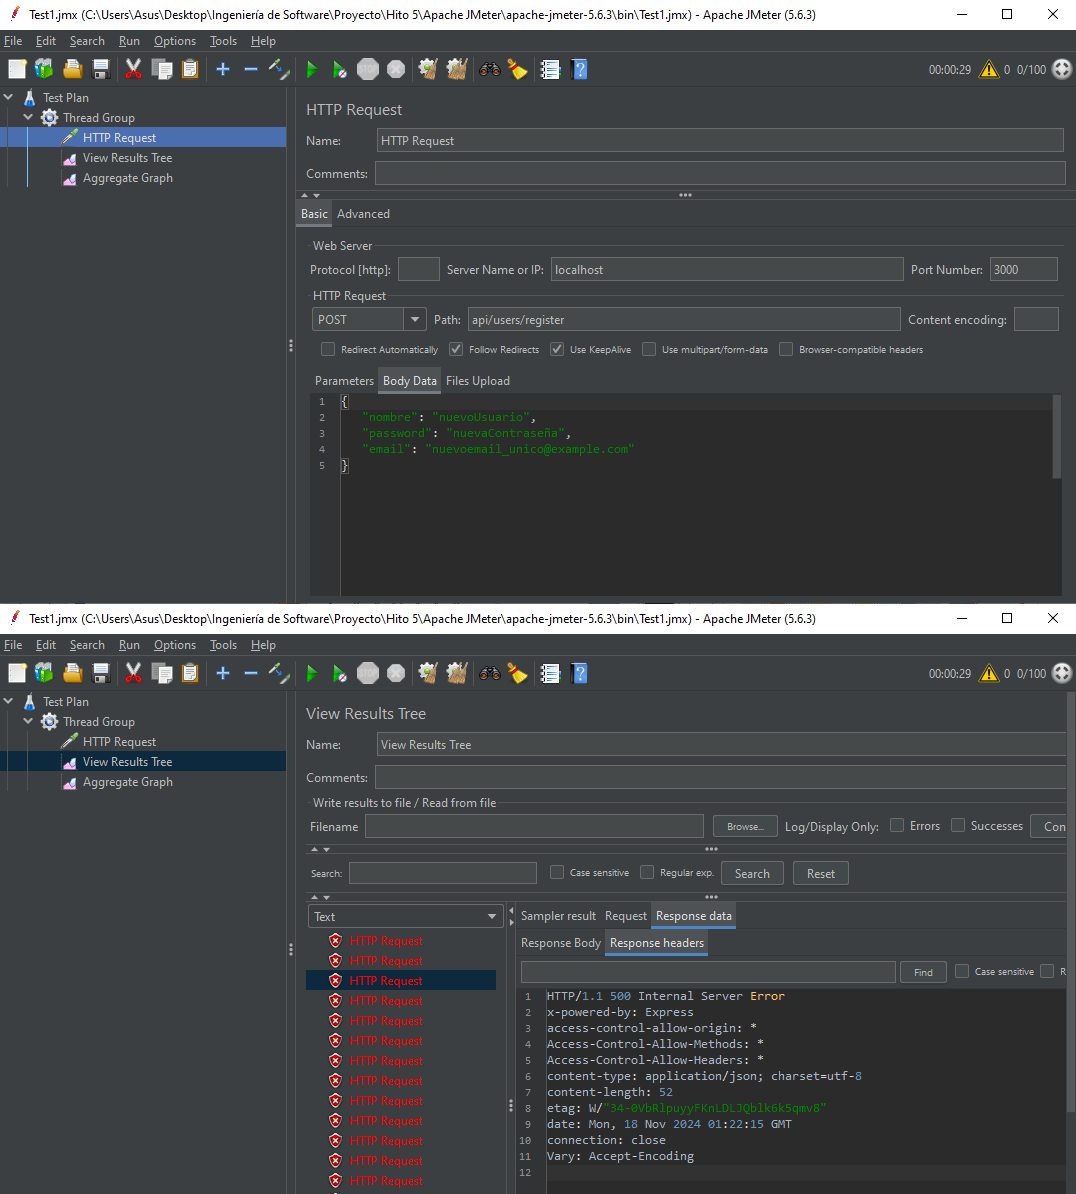 Test1.jmx (C:\Users\Asus\Desktop\Ingeniería de Software\Proyecto\Hito 5\Apache JMeter\apache-jmeter-5.6.3\bin\Test1.jmx) - Apache JMeter (5.6.3)
File Edit Search Run Options Tools Help
STOP
00:00:29 0 0/100
Test Plan
Thread Group
HTTP Request
View Results Tree
Aggregate Graph
HTTP Request
Name: HTTP Request
Comments:
Basic Advanced
Web Server
Protocol [http]: Server Name or IP: localhost Port Number: 3000
HTTP Request
POST Path: api/users/register Content encoding:
Redirect Automatically Follow Redirects Use KeepAlive Use multipart/form-data Browser-compatible headers
Parameters Body Data Files Upload
1 {
2 "nombre": "nuevoUsuario",
3 "password": "nuevaContraseña",
4 "email": "nuevoemail_unico@example.com"
5 }
Test1.jmx (C:\Users\Asus\Desktop\Ingeniería de Software\Proyecto\Hito 5\Apache JMeter\apache-jmeter-5.6.3\bin\Test1.jmx) - Apache JMeter (5.6.3)
File Edit Search Run Options Tools Help
STOP
00:00:29 0 0/100
Test Plan
Thread Group
HTTP Request
View Results Tree
Aggregate Graph
View Results Tree
Name: View Results Tree
Comments:
Write results to file / Read from file
Filename Browse... Log/Display Only: Errors Successes Con
Search: Case sensitive Regular exp. Search Reset
Text
HTTP Request
HTTP Request
HTTP Request
HTTP Request
HTTP Request
HTTP Request
HTTP Request
HTTP Request
HTTP Request
HTTP Request
HTTP Request
HTTP Request
HTTP Request
Sampler result Request Response data
Response Body Response headers
Find Case sensitive R
1 HTTP/1.1 500 Internal Server Error
2 x-powered-by: Express
3 access-control-allow-origin: *
4 Access-Control-Allow-Methods: *
5 Access-Control-Allow-Headers: *
6 content-type: application/json; charset=utf-8
7 content-length: 52
8 etag: W/"34-0VbRlpuyyFKnLDLJQblk6k5qmv8"
9 date: Mon, 18 Nov 2024 01:22:15 GMT
10 connection: close
11 Vary: Accept-Encoding
12